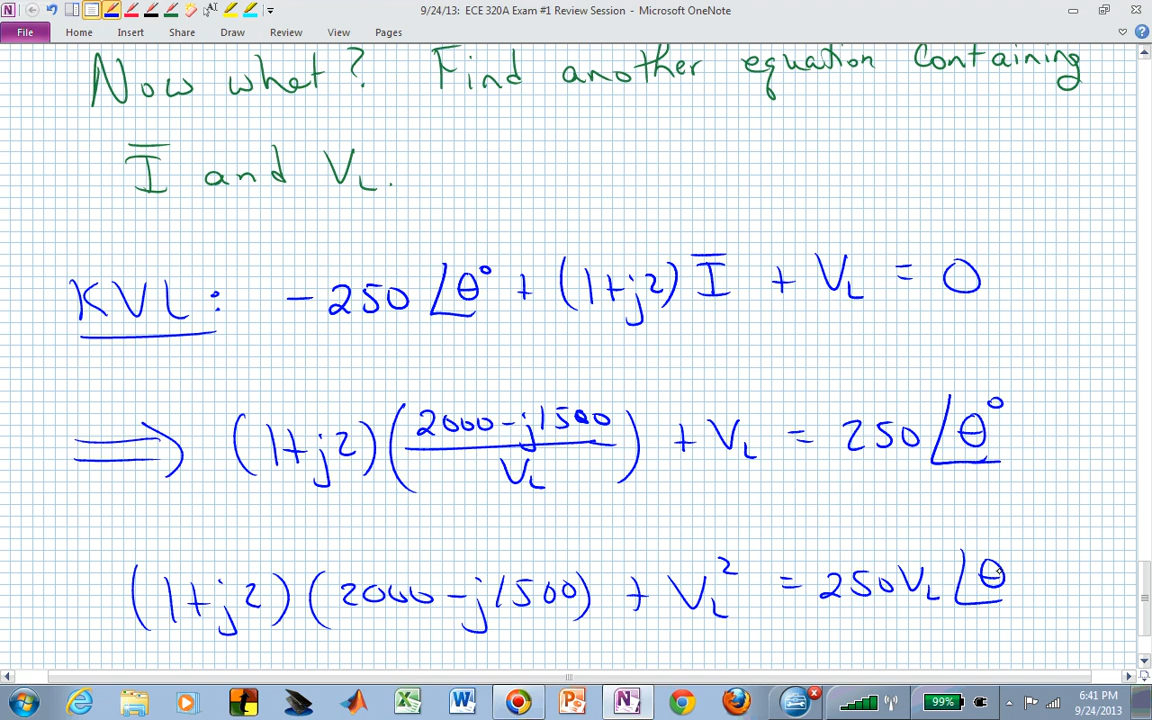 9/24/13: ECE 320A Exam #1 Review Session - Microsoft OneNote
File Home Insert Share Draw Review View Pages
Now what? Find another equation containing
I̅ and V_L.
KVL: -250∠θ° + (1+j2) I̅ + V_L = 0
⇒ (1+j2)((2000-j1500)/V_L) + V_L = 250∠θ°
(1+j2)(2000-j1500) + V_L² = 250V_L∠θ
99%
6:41 PM
9/24/2013